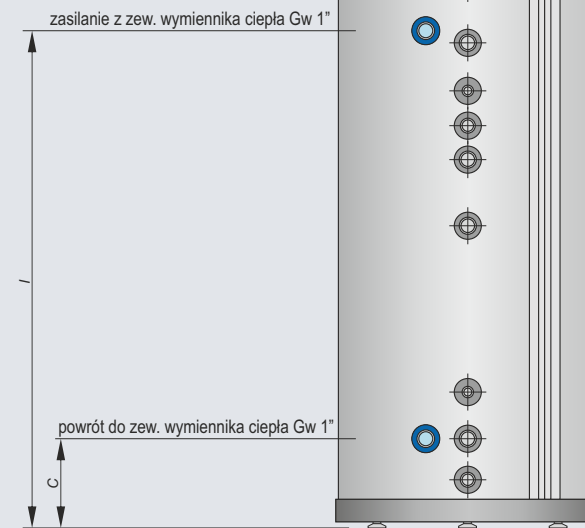 zasilanie z zew. wymiennika ciepła Gw 1”
I
powrót do zew. wymiennika ciepła Gw 1”
C